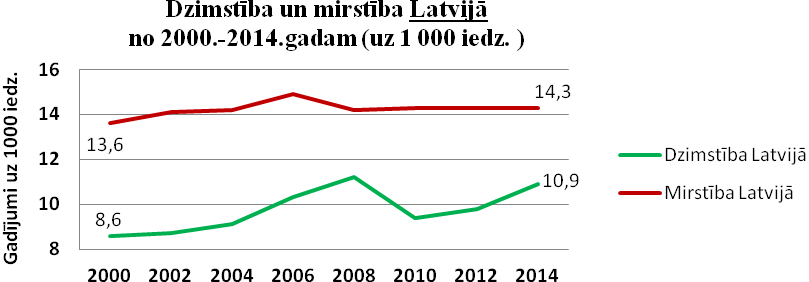 Dzimstība un mirstība Latvijā
no 2000.-2014.gadam (uz 1 000 iedz. )
Gadījumi uz 1000 iedz.
16
14
12
10
8
13,6
14,3
8,6
10,9
2000 2002 2004 2006 2008 2010 2012 2014
Dzimstība Latvijā
Mirstība Latvijā